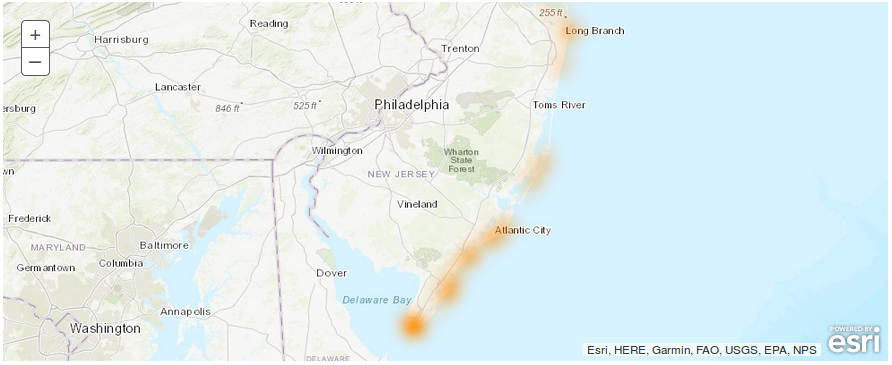 255 ft
Long Branch
+
–
Reading
Harrisburg
Trenton
Lancaster
Philadelphia
Toms River
ersburg
846 ft
525 ft
Wilmington
Wharton
State
Forest
wn
NEW JERSEY
Vineland
Frederick
Atlantic City
MARYLAND
Baltimore
Columbia
Germantown
Dover
Delaware Bay
Annapolis
Washington
DELAWARE
POWERED BY
esri
Esri, HERE, Garmin, FAO, USGS, EPA, NPS